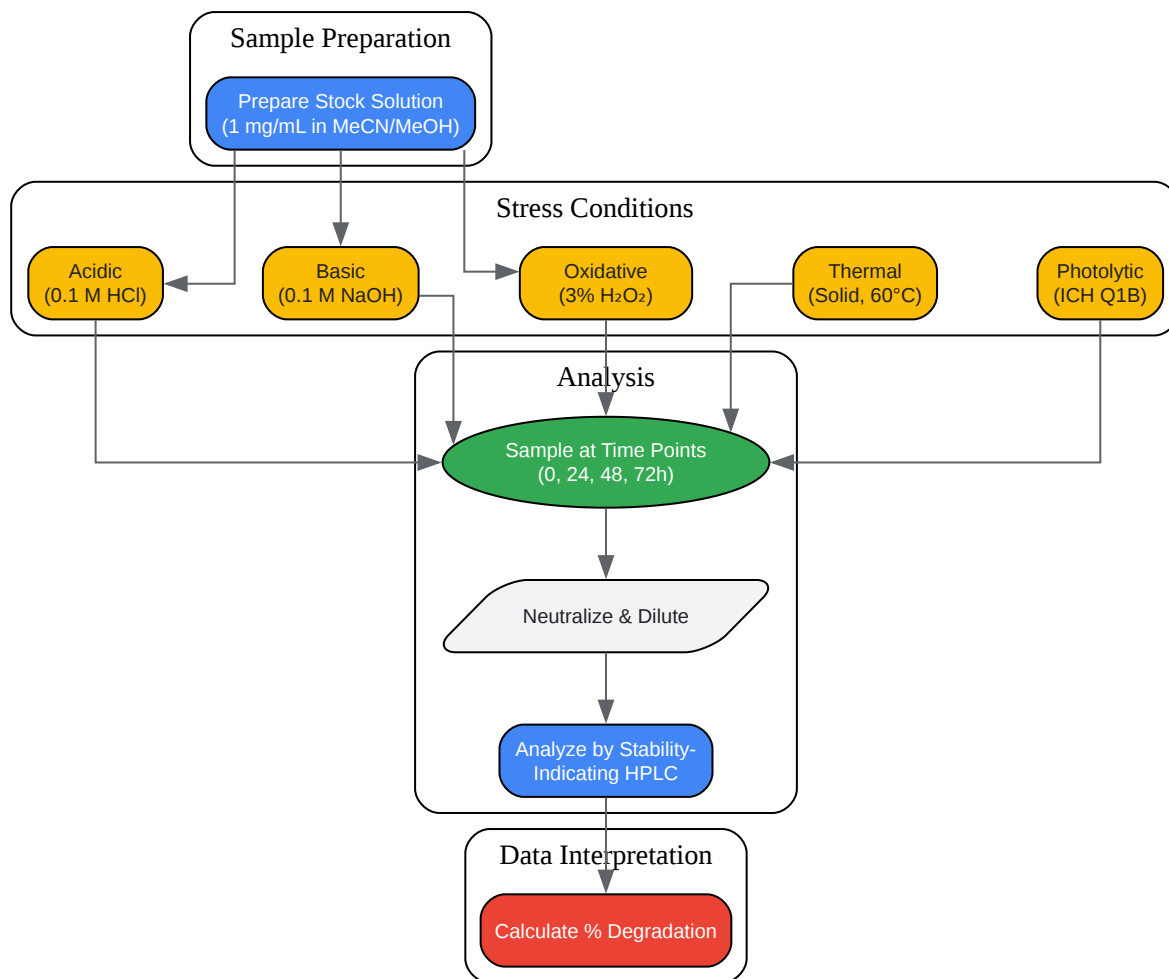 Sample Preparation
Prepare Stock Solution
(1 mg/mL in MeCN/MeOH)
Stress Conditions
Acidic
(0.1 M HCl)
Basic
(0.1 M NaOH)
Oxidative
(3% H₂O₂)
Thermal
(Solid, 60°C)
Photolytic
(ICH Q1B)
Analysis
Sample at Time Points
(0, 24, 48, 72h)
Neutralize & Dilute
Analyze by Stability-
Indicating HPLC
Data Interpretation
Calculate % Degradation